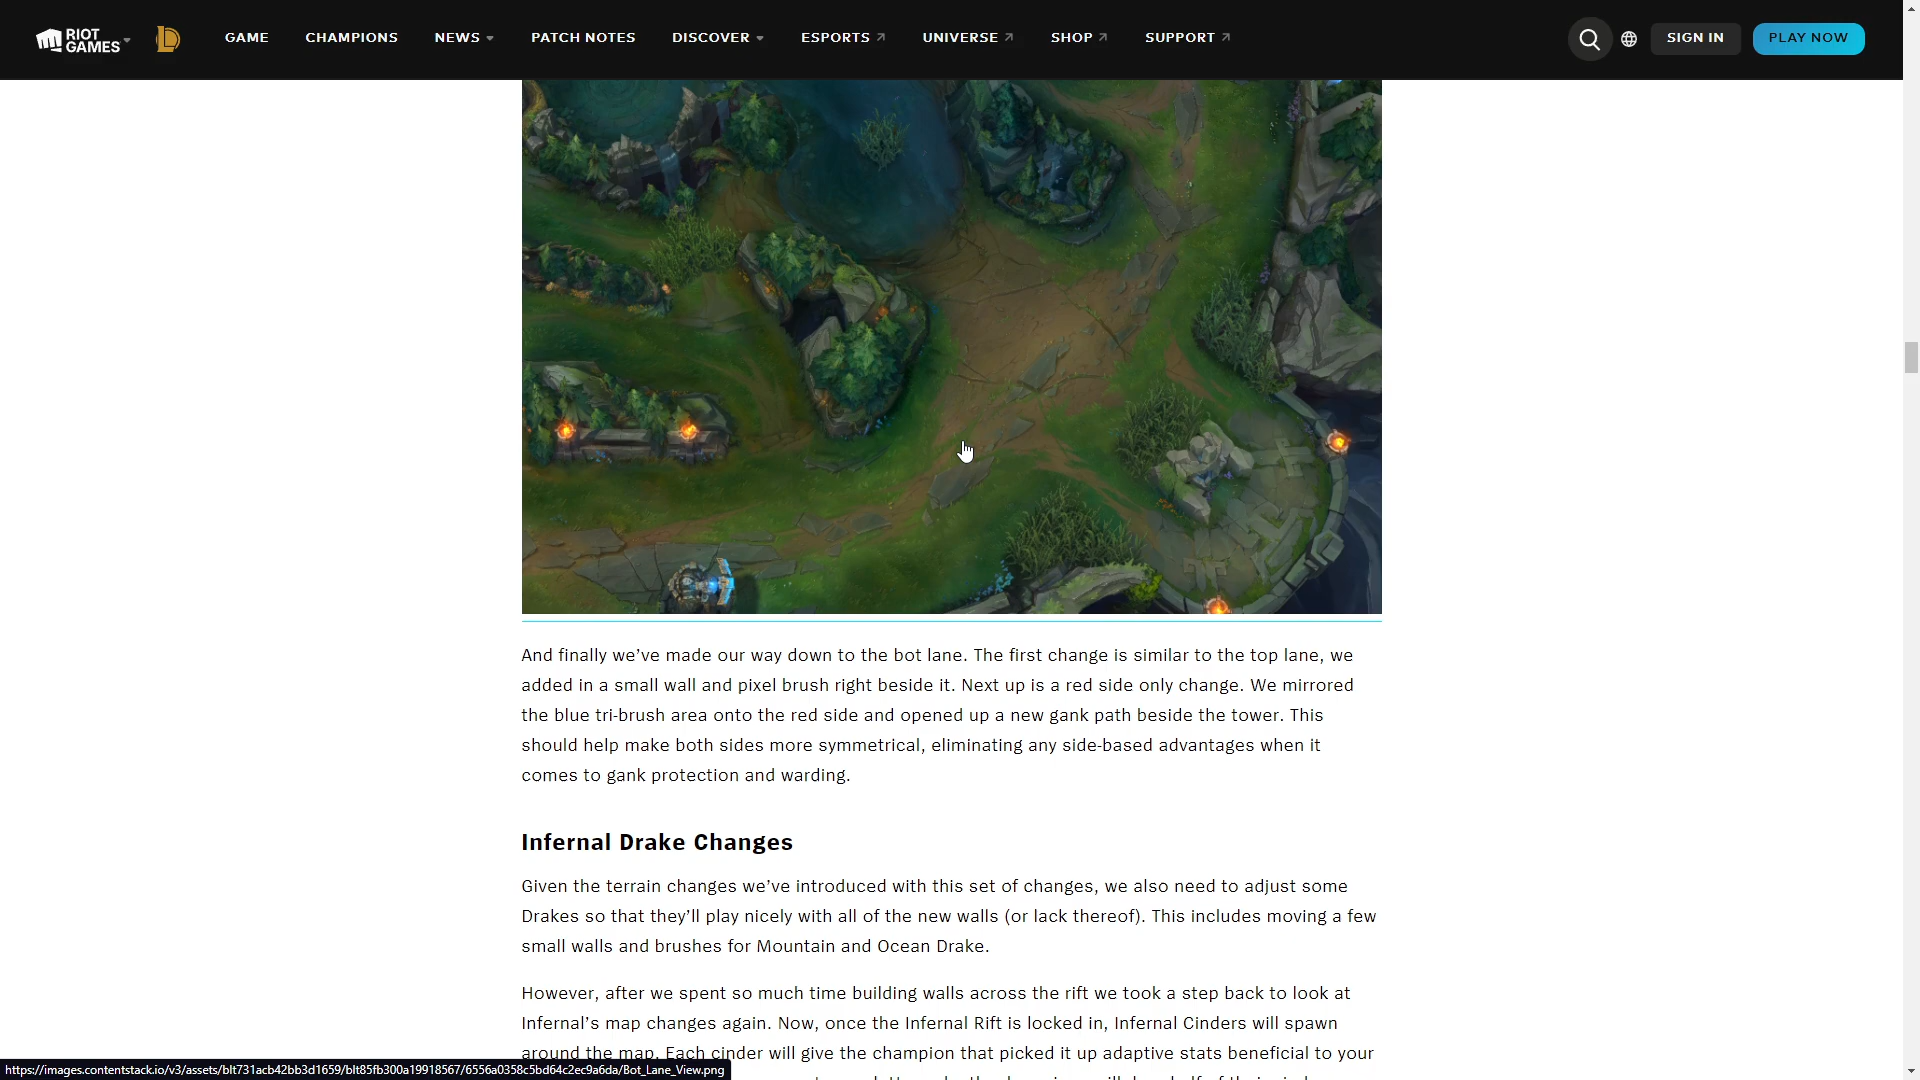 RIOT GAMES GAME CHAMPIONS NEWS PATCH NOTES DISCOVER ESPORTS UNIVERSE SHOP SUPPORT SIGN IN PLAY NOW
And finally we’ve made our way down to the bot lane. The first change is similar to the top lane, we
added in a small wall and pixel brush right beside it. Next up is a red side only change. We mirrored
the blue tri-brush area onto the red side and opened up a new gank path beside the tower. This
should help make both sides more symmetrical, eliminating any side-based advantages when it
comes to gank protection and warding.
Infernal Drake Changes
Given the terrain changes we’ve introduced with this set of changes, we also need to adjust some
Drakes so that they’ll play nicely with all of the new walls (or lack thereof). This includes moving a few
small walls and brushes for Mountain and Ocean Drake.
However, after we spent so much time building walls across the rift we took a step back to look at
Infernal’s map changes again. Now, once the Infernal Rift is locked in, Infernal Cinders will spawn
around the map. Each cinder will give the champion that picked it up adaptive stats beneficial to your
https://images.contentstack.io/v3/assets/blt731acb42bb3d1659/blt85fb300a19918567/6556a0358c5bd64c2ec9a6da/Bot_Lane_View.png